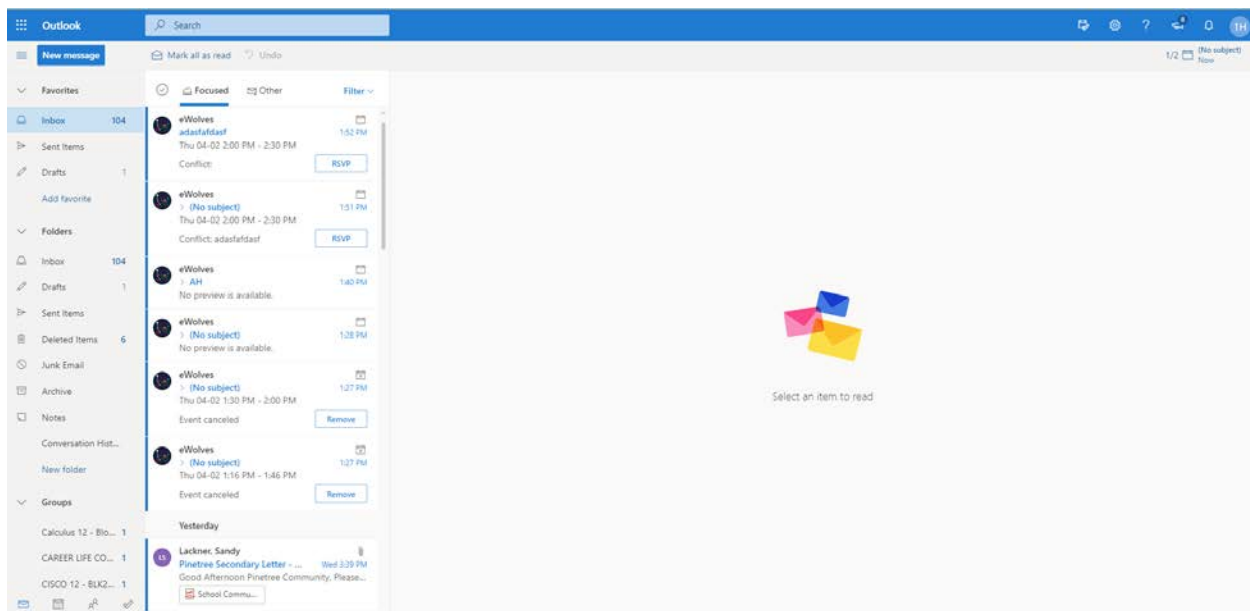 Outlook
Search
TH
New message
Mark all as read
Undo
1/2
(No subject)
Now
Favorites
Inbox 104
Sent Items
Drafts 1
Add favorite
Folders
Inbox 104
Drafts 1
Sent Items
Deleted Items 6
Junk Email
Archive
Notes
Conversation Hist...
New folder
Groups
Calculus 12 - Blo... 1
CAREER LIFE CO... 1
CISCO 12 - BLK2... 1
Focused
Other
Filter
eWolves
adasfafdasf 1:52 PM
Thu 04-02 2:00 PM - 2:30 PM
Conflict: RSVP
eWolves
(No subject) 1:51 PM
Thu 04-02 2:00 PM - 2:30 PM
Conflict: adasfafdasf RSVP
eWolves
AH 1:40 PM
No preview is available.
eWolves
(No subject) 1:28 PM
No preview is available.
eWolves
(No subject) 1:27 PM
Thu 04-02 1:30 PM - 2:00 PM
Event canceled Remove
eWolves
(No subject) 1:27 PM
Thu 04-02 1:16 PM - 1:46 PM
Event canceled Remove
Yesterday
LS
Lackner, Sandy
Pinetree Secondary Letter - ... Wed 3:39 PM
Good Afternoon Pinetree Community, Please...
School Commu...
Select an item to read